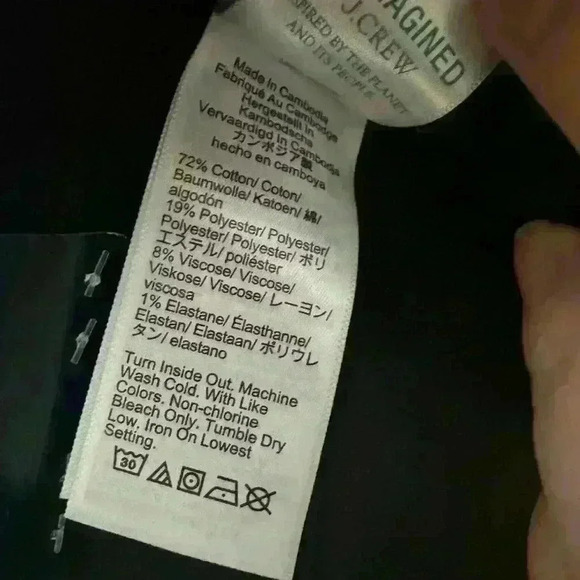 AGINED
J.CREW
SPIRED BY THE PLANET
AND ITS PEOPLE
Made in Cambodia
Fabriqué Au Cambodge
Hergestellt in
Kambodscha
Vervaardigd in Cambodja
カンボジア製
hecho en camboya
72% Cotton/ Coton/
Baumwolle/ Katoen/ 綿/
algodón
19% Polyester/ Polyester/
Polyester/ Polyester/ ポリ
エステル/ poliéster
8% Viscose/ Viscose/
Viskose/ Viscose/ レーヨン/
viscosa
1% Elastane/ Élasthanne/
Elastan/ Elastaan/ ポリウレ
タン/ elastano
Turn Inside Out. Machine
Wash Cold. With Like
Colors. Non-chlorine
Bleach Only. Tumble Dry
Low. Iron On Lowest
Setting.
30